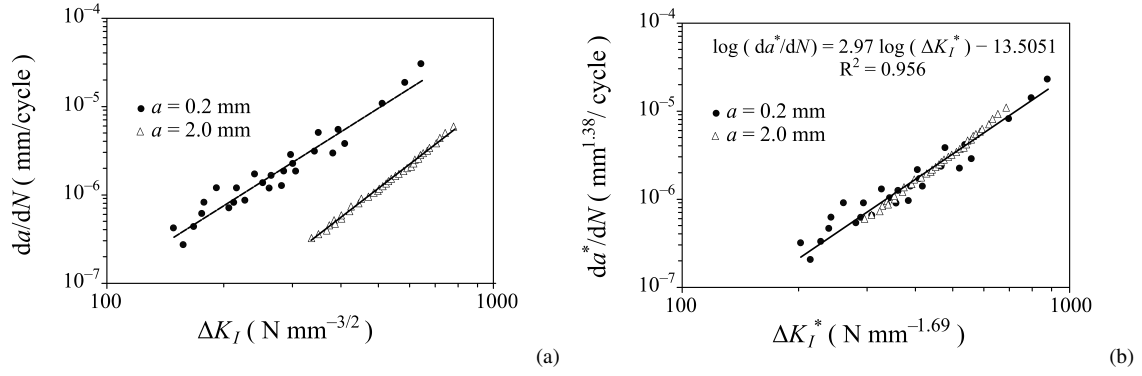 10⁻⁴
10⁻⁵
10⁻⁶
10⁻⁷
da/dN ( mm/cycle)
● a = 0.2 mm
△ a = 2.0 mm
100
1000
ΔK_I ( N mm⁻³/² )
(a)
10⁻⁴
10⁻⁵
10⁻⁶
10⁻⁷
da*/dN ( mm¹·³⁸/ cycle)
log ( da*/dN) = 2.97 log (ΔK_I*) − 13.5051
R² = 0.956
● a = 0.2 mm
△ a = 2.0 mm
100
1000
ΔK_I* ( N mm⁻¹·⁶⁹)
(b)